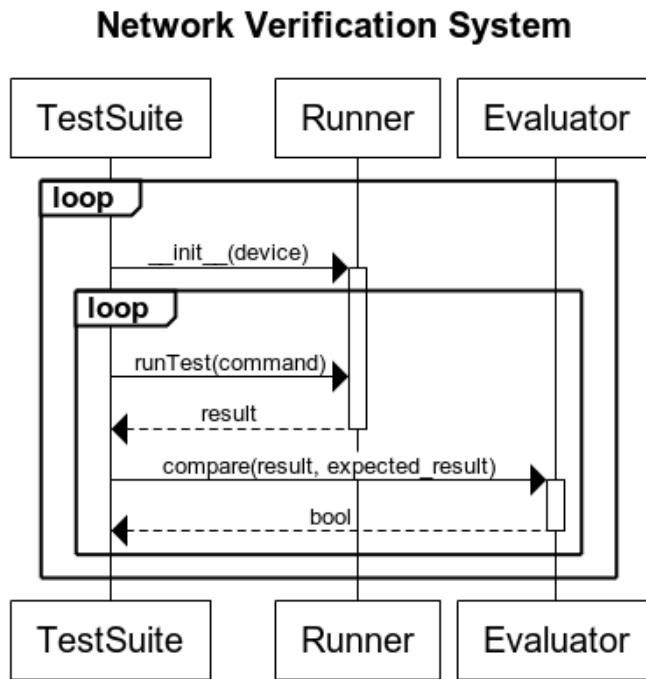 Network Verification System
TestSuite Runner Evaluator
loop
__init__(device)
loop
runTest(command)
result
compare(result, expected_result)
bool
TestSuite Runner Evaluator